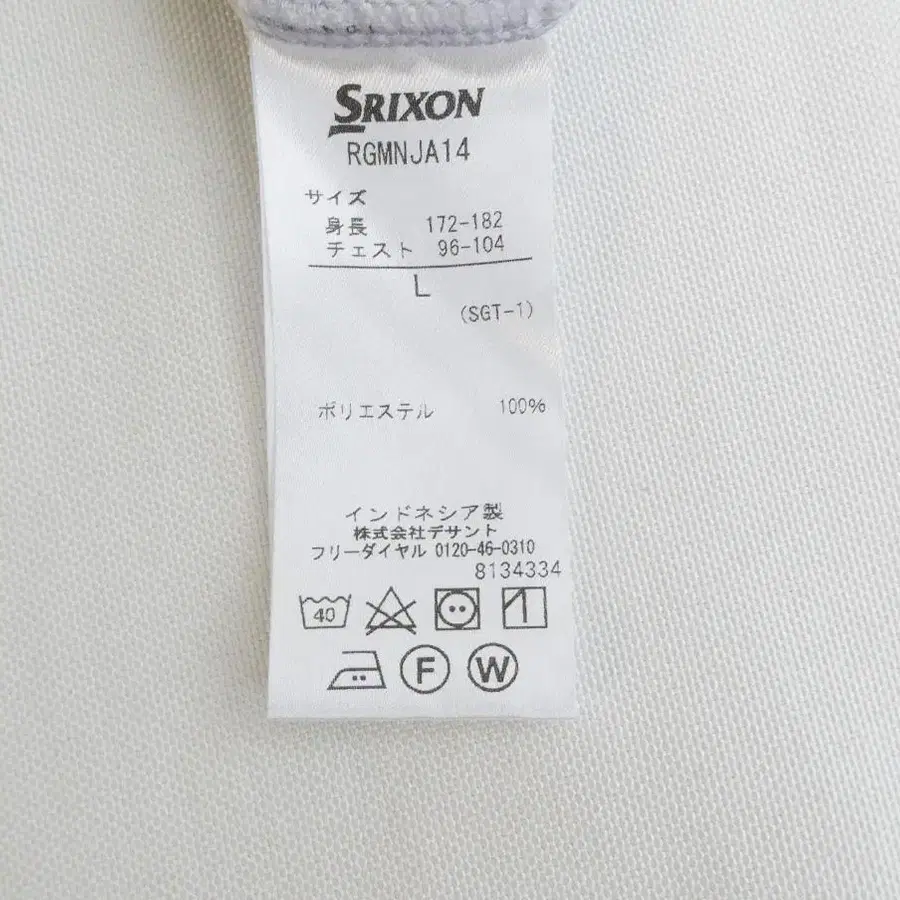 SRIXON
RGMNJA14
サイズ
身長 172-182
チェスト 96-104
L
(SGT-1)
ポリエステル 100%
インドネシア製
株式会社デサント
フリーダイヤル 0120-46-0310
8134334
40
F W